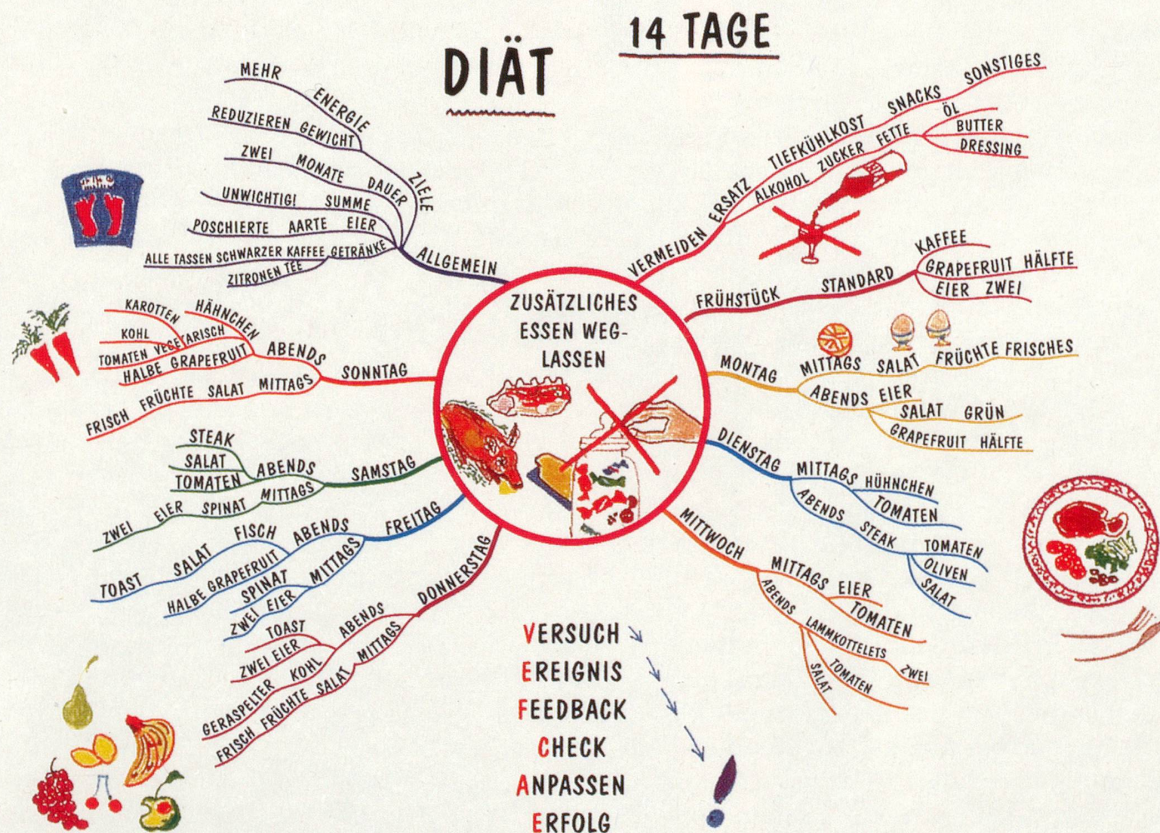 14 TAGE
DIÄT
MEHR ENERGIE
REDUZIEREN GEWICHT
ZIELE
ZWEI MONATE DAUER
UNWICHTIG! SUMME
POSCHIERTE AARTE EIER
ALLE TASSEN SCHWARZER KAFFEE GETRÄNKE
ZITRONEN TEE
ALLGEMEIN
VERMEIDEN ERSATZ TIEFKÜHLKOST SNACKS SONSTIGES
ALKOHOL ZUCKER FETTE
ÖL
BUTTER
DRESSING
FRÜHSTÜCK STANDARD
KAFFEE
GRAPEFRUIT HÄLFTE
EIER ZWEI
ZUSÄTZLICHES
ESSEN WEG-
LASSEN
MONTAG
MITTAGS SALAT FRÜCHTE FRISCHES
ABENDS EIER
SALAT GRÜN
GRAPEFRUIT HÄLFTE
DIENSTAG
MITTAGS HÜHNCHEN
TOMATEN
ABENDS STEAK
TOMATEN
OLIVEN
SALAT
MITTWOCH
MITTAGS EIER
TOMATEN
ABENDS LAMMKOTTELETS ZWEI
TOMATEN
SALAT
DONNERSTAG
ABENDS
TOAST
ZWEI EIER
GERASPELTER KOHL
FRISCH FRÜCHTE SALAT MITTAGS
FREITAG
ABENDS
TOAST SALAT FISCH
HALBE GRAPEFRUIT
MITTAGS
SPINAT
ZWEI EIER
SAMSTAG
ABENDS
STEAK
SALAT
TOMATEN
ZWEI EIER SPINAT MITTAGS
SONNTAG
ABENDS
HÄHNCHEN
KAROTTEN
KOHL
TOMATEN VEGETARISCH
HALBE GRAPEFRUIT
FRISCH FRÜCHTE SALAT MITTAGS
VERSUCH
EREIGNIS
FEEDBACK
CHECK
ANPASSEN
ERFOLG